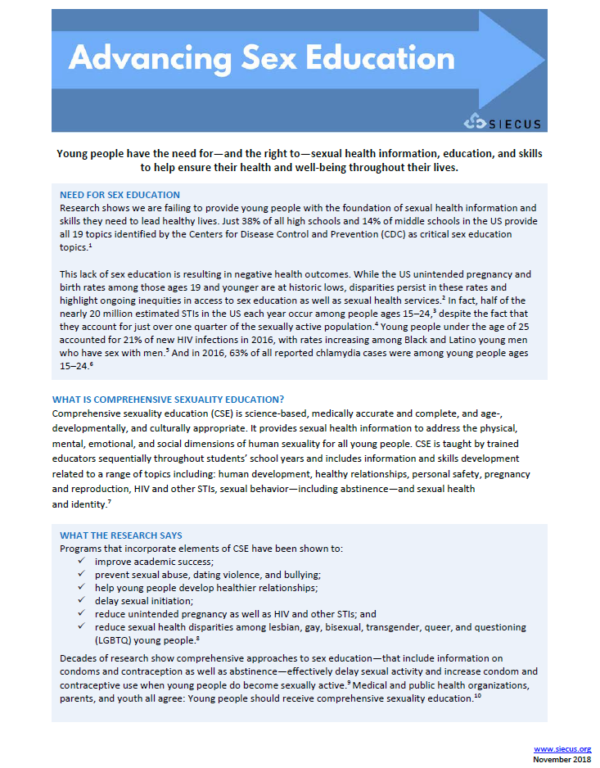 Advancing Sex Education
SIECUS
Young people have the need for—and the right to—sexual health information, education, and skills
to help ensure their health and well-being throughout their lives.
NEED FOR SEX EDUCATION
Research shows we are failing to provide young people with the foundation of sexual health information and
skills they need to lead healthy lives. Just 38% of all high schools and 14% of middle schools in the US provide
all 19 topics identified by the Centers for Disease Control and Prevention (CDC) as critical sex education
topics.¹
This lack of sex education is resulting in negative health outcomes. While the US unintended pregnancy and
birth rates among those ages 19 and younger are at historic lows, disparities persist in these rates and
highlight ongoing inequities in access to sex education as well as sexual health services.² In fact, half of the
nearly 20 million estimated STIs in the US each year occur among people ages 15–24,³ despite the fact that
they account for just over one quarter of the sexually active population.⁴ Young people under the age of 25
accounted for 21% of new HIV infections in 2016, with rates increasing among Black and Latino young men
who have sex with men.⁵ And in 2016, 63% of all reported chlamydia cases were among young people ages
15–24.⁶
WHAT IS COMPREHENSIVE SEXUALITY EDUCATION?
Comprehensive sexuality education (CSE) is science-based, medically accurate and complete, and age-,
developmentally, and culturally appropriate. It provides sexual health information to address the physical,
mental, emotional, and social dimensions of human sexuality for all young people. CSE is taught by trained
educators sequentially throughout students' school years and includes information and skills development
related to a range of topics including: human development, healthy relationships, personal safety, pregnancy
and reproduction, HIV and other STIs, sexual behavior—including abstinence—and sexual health
and identity.⁷
WHAT THE RESEARCH SAYS
Programs that incorporate elements of CSE have been shown to:
✓ improve academic success;
✓ prevent sexual abuse, dating violence, and bullying;
✓ help young people develop healthier relationships;
✓ delay sexual initiation;
✓ reduce unintended pregnancy as well as HIV and other STIs; and
✓ reduce sexual health disparities among lesbian, gay, bisexual, transgender, queer, and questioning
(LGBTQ) young people.⁸
Decades of research show comprehensive approaches to sex education—that include information on
condoms and contraception as well as abstinence—effectively delay sexual activity and increase condom and
contraceptive use when young people do become sexually active.⁹ Medical and public health organizations,
parents, and youth all agree: Young people should receive comprehensive sexuality education.¹⁰
www.siecus.org
November 2018